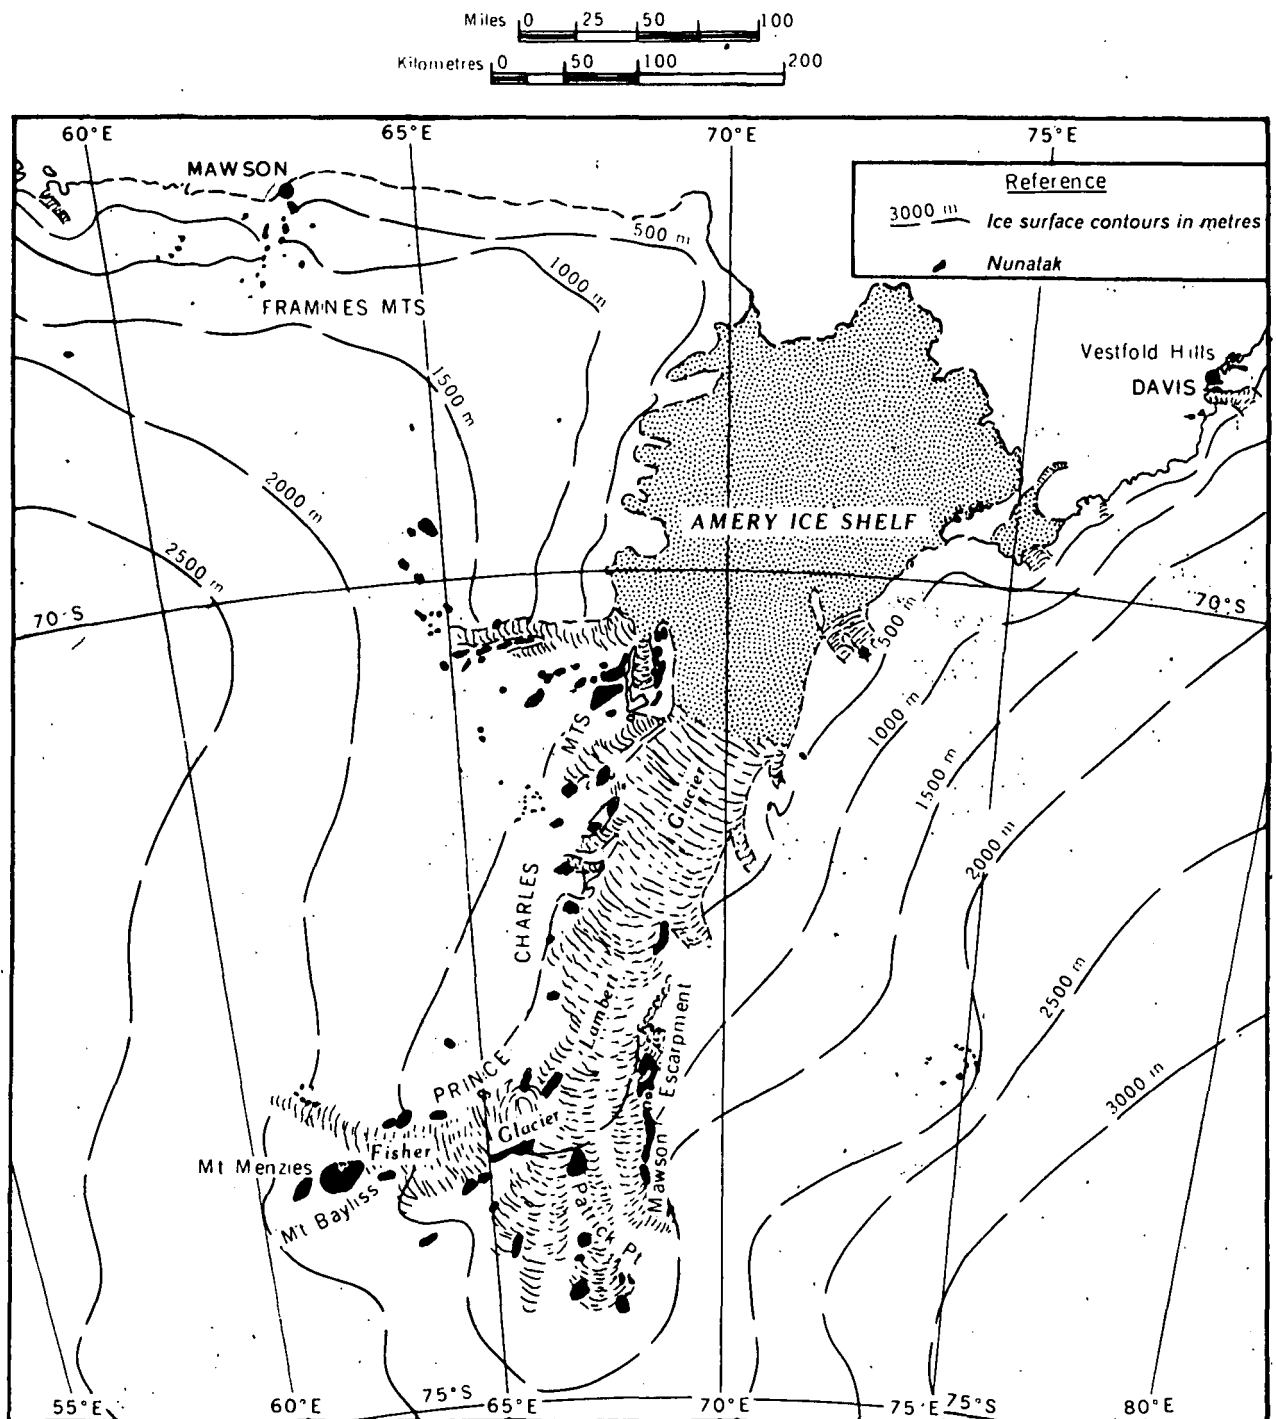 Miles 0 25 50 100
Kilometres 0 50 100 200
60°E 65°E 70°E 75°E
MAWSON
Reference
3000 m Ice surface contours in metres
Nunatak
500 m
1000 m
FRAMNES MTS
Vestfold Hills
DAVIS
1500 m
2000 m
AMERY ICE SHELF
2500 m
70°S
70°S
500 m
1000 m
MTS
Glacier
1500 m
2000 m
CHARLES
2500 m
Lambert
Escarpment
PRINCE
3000 m
Glacier
Fisher
Mt Menzies
Mawson
Mt Bayliss
Patrick Pt
75°S 75°S
55°E 60°E 65°E 70°E 75°E 80°E